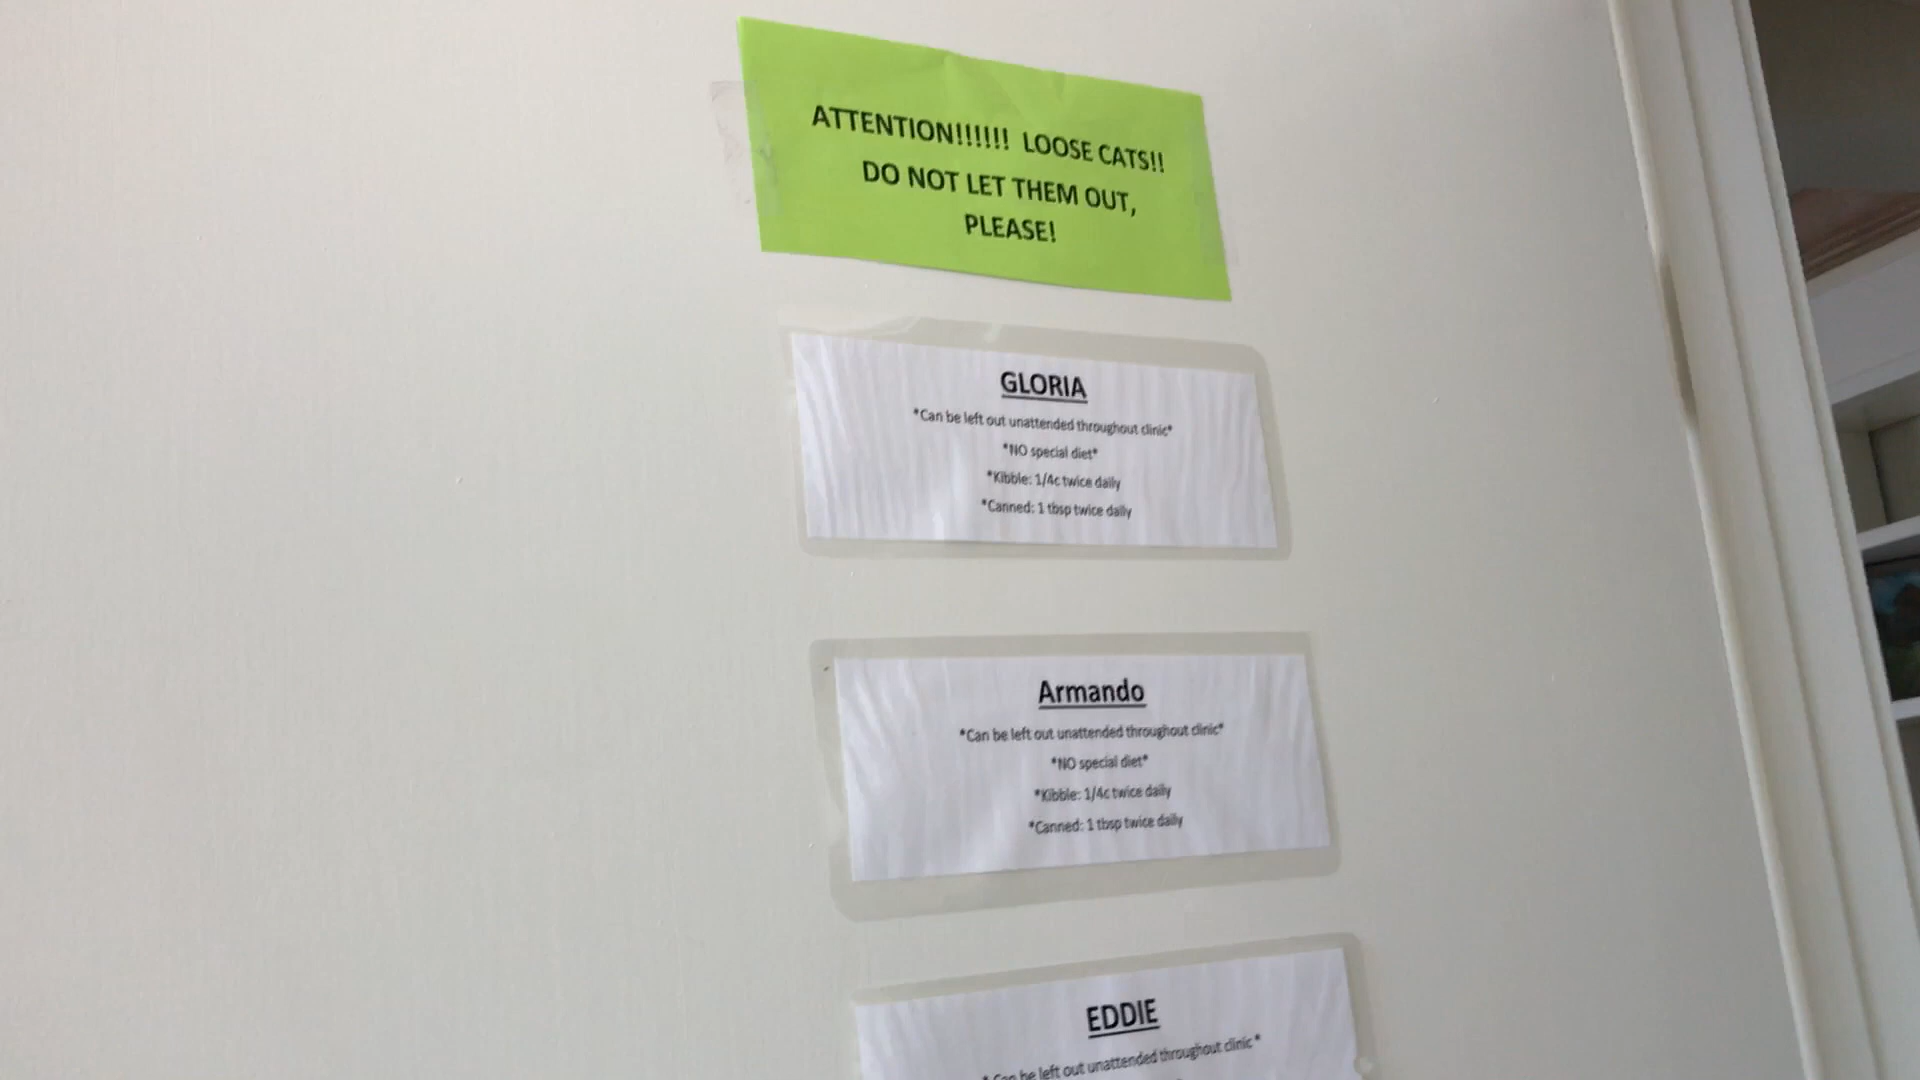 ATTENTION!!!!!! LOOSE CATS!!
DO NOT LET THEM OUT,
PLEASE!
GLORIA
*Can be left out unattended throughout clinic*
*NO special diet*
*Kibble: 1/4c twice daily
*Canned: 1 tbsp twice daily
Armando
*Can be left out unattended throughout clinic*
*NO special diet*
*Kibble: 1/4c twice daily
*Canned: 1 tbsp twice daily
EDDIE
*Can be left out unattended throughout clinic*